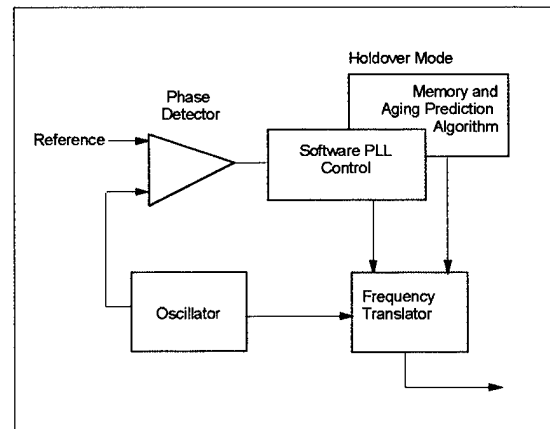 Holdover Mode
Memory and
Aging Prediction
Algorithm
Phase
Detector
Reference
Software PLL
Control
Oscillator
Frequency
Translator